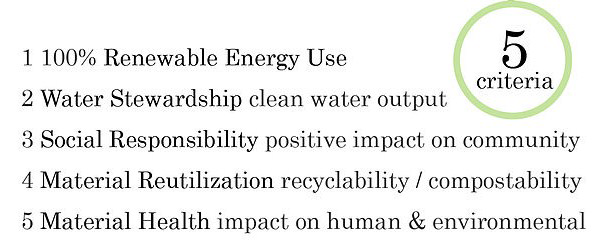 5
criteria
1 100% Renewable Energy Use
2 Water Stewardship clean water output
3 Social Responsibility positive impact on community
4 Material Reutilization recyclability / compostability
5 Material Health impact on human & environmental